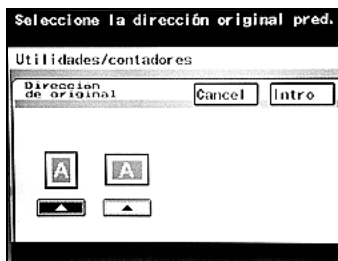 Seleccione la dirección original pred.
Utilidades/contadores
Direccion
de original
Cancel
Intro
A
A